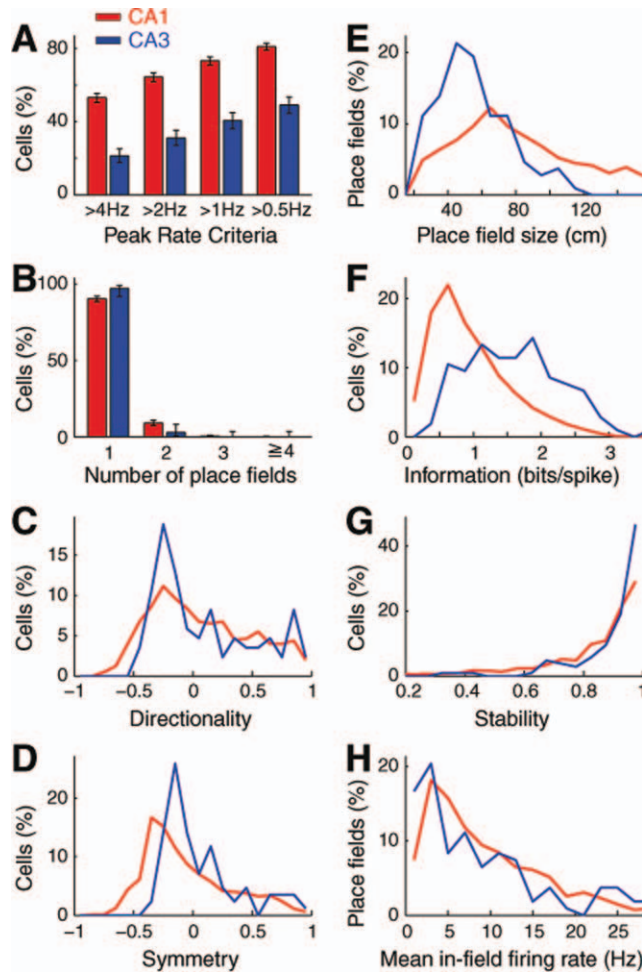 A
CA1
CA3
Cells (%)
80
40
0
>4Hz >2Hz >1Hz >0.5Hz
Peak Rate Criteria
E
Place fields (%)
20
10
0
40 80 120
Place field size (cm)
B
Cells (%)
100
50
0
1 2 3 ≧4
Number of place fields
F
Cells (%)
20
10
0
0 1 2 3
Information (bits/spike)
C
Cells (%)
15
10
5
0
−1 −0.5 0 0.5 1
Directionality
G
Cells (%)
40
20
0
0.2 0.4 0.6 0.8 1
Stability
D
Cells (%)
20
10
0
−1 −0.5 0 0.5 1
Symmetry
H
Place fields (%)
20
10
0
0 5 10 15 20 25
Mean in-field firing rate (Hz)